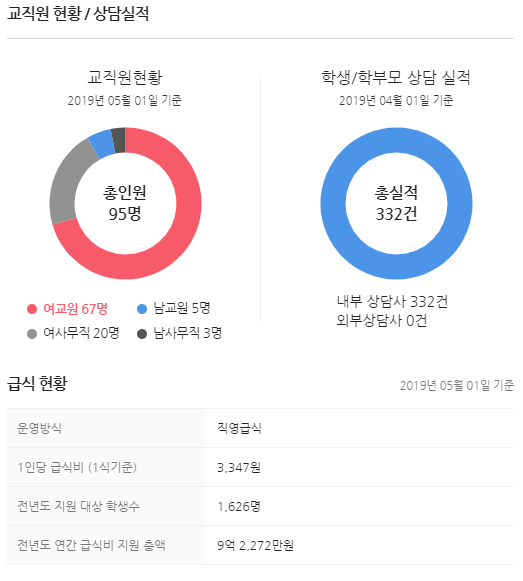 교직원 현황 / 상담실적
교직원현황
2019년 05월 01일 기준
총인원
95명
여교원 67명
남교원 5명
여사무직 20명
남사무직 3명
학생/학부모 상담 실적
2019년 04월 01일 기준
총실적
332건
내부 상담사 332건
외부상담사 0건
급식 현황
2019년 05월 01일 기준
운영방식 직영급식
1인당 급식비 (1식기준) 3,347원
전년도 지원 대상 학생수 1,626명
전년도 연간 급식비 지원 총액 9억 2,272만원